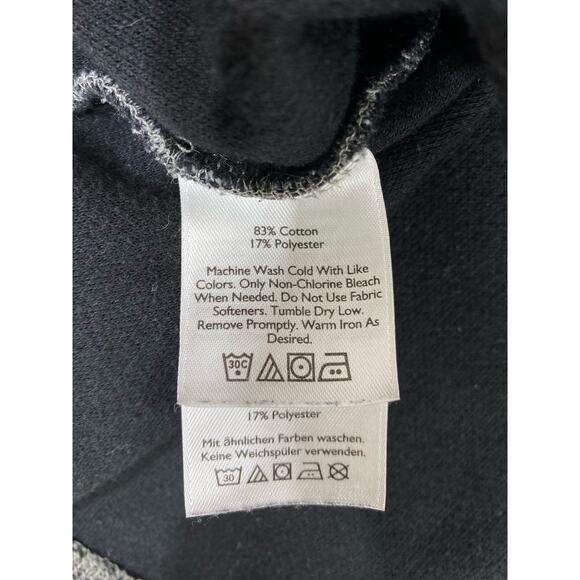 83% Cotton
17% Polyester
Machine Wash Cold With Like
Colors. Only Non-Chlorine Bleach
When Needed. Do Not Use Fabric
Softeners. Tumble Dry Low.
Remove Promptly. Warm Iron As
Desired.
30C
17% Polyester
Mit ähnlichen Farben waschen.
Keine Weichspüler verwenden.
30